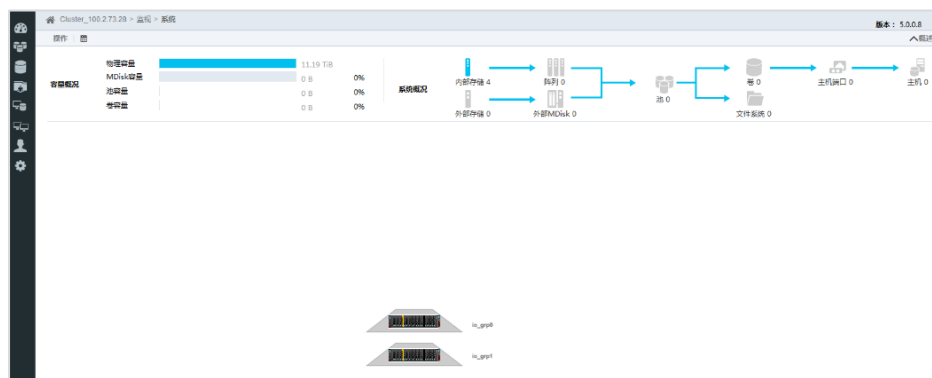 Cluster_100.2.73.28 > 监视 > 系统
版本： 5.0.0.8
操作
概述
容量概况
物理容量 11.19 TiB
MDisk容量 0 B 0%
池容量 0 B 0%
卷容量 0 B 0%
系统概况
内部存储 4
阵列 0
外部存储 0
外部MDisk 0
池 0
卷 0
主机端口 0
主机 0
文件系统 0
io_grp0
io_grp1